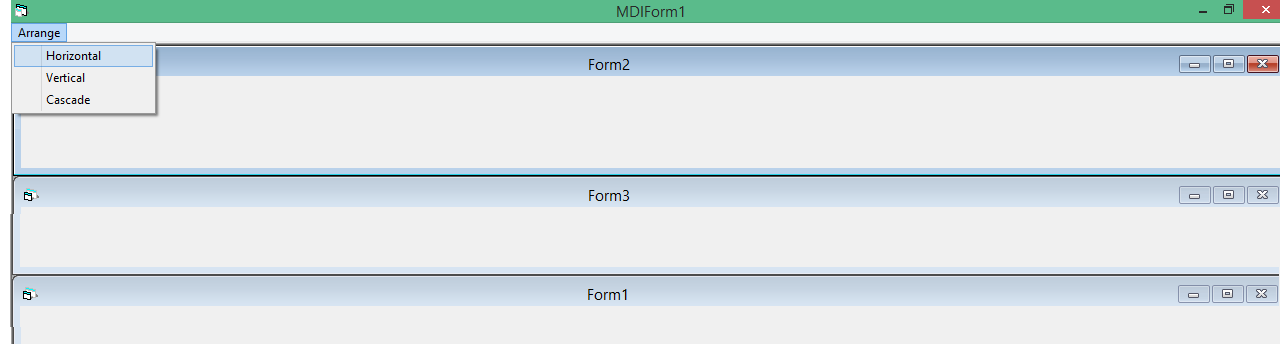 MDIForm1
Arrange
Horizontal
Vertical
Cascade
Form2
Form3
Form1